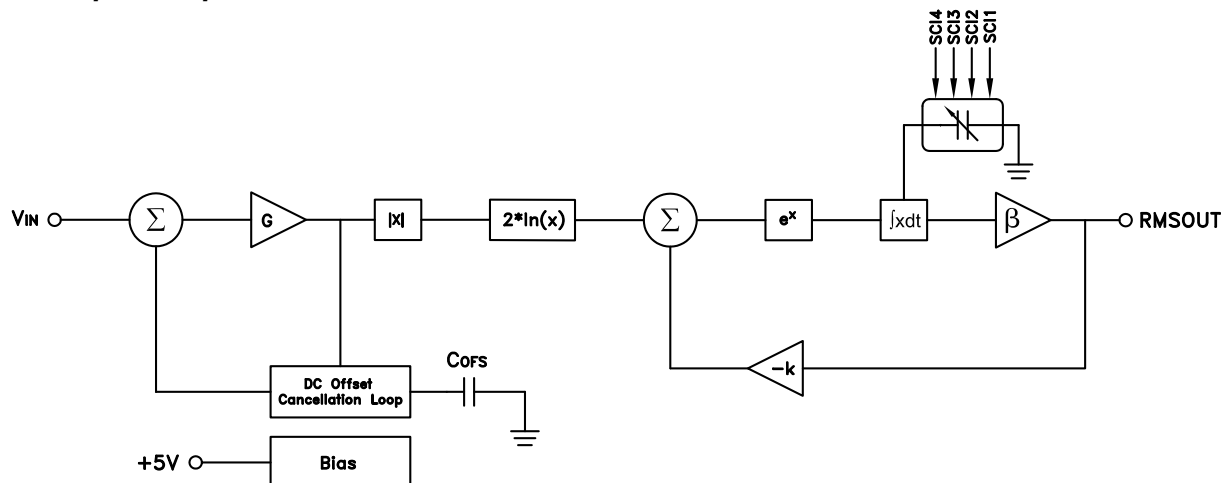 SCI4
SCI3
SCI2
SCI1
VIN
Σ
G
|X|
2*ln(x)
Σ
e^x
∫xdt
β
RMSOUT
-k
DC Offset
Cancellation Loop
COFS
+5V
Bias